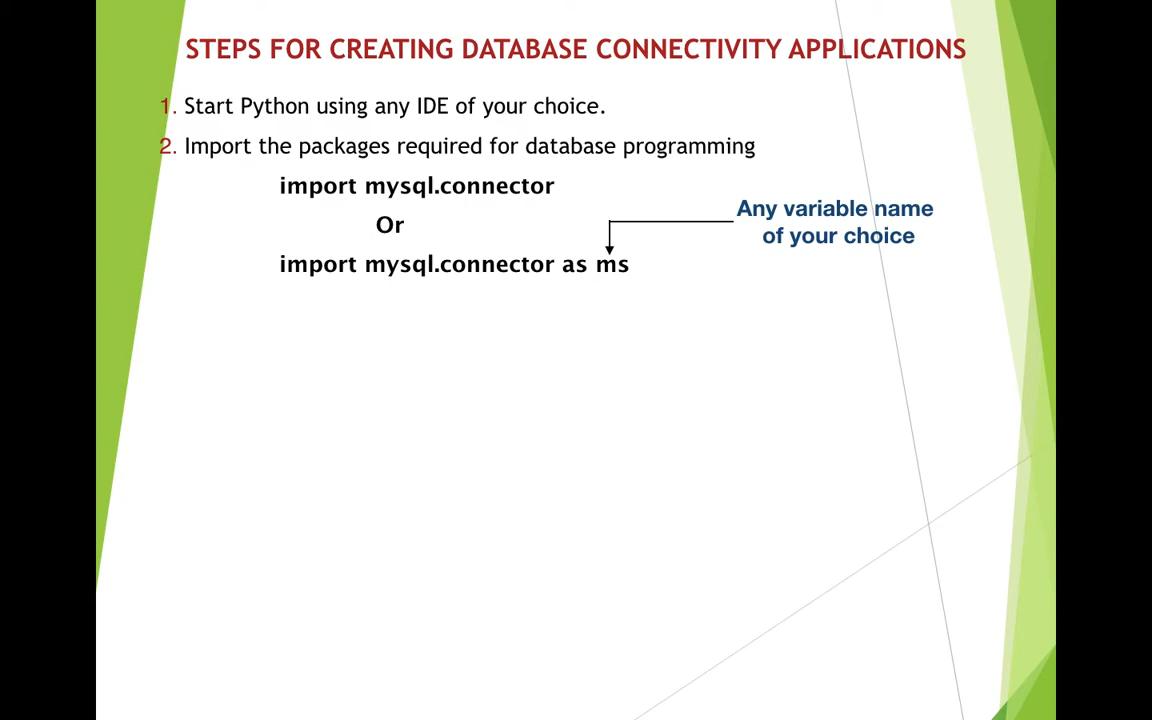 STEPS FOR CREATING DATABASE CONNECTIVITY APPLICATIONS
1. Start Python using any IDE of your choice.
2. Import the packages required for database programming
import mysql.connector
Or
import mysql.connector as ms
Any variable name
of your choice